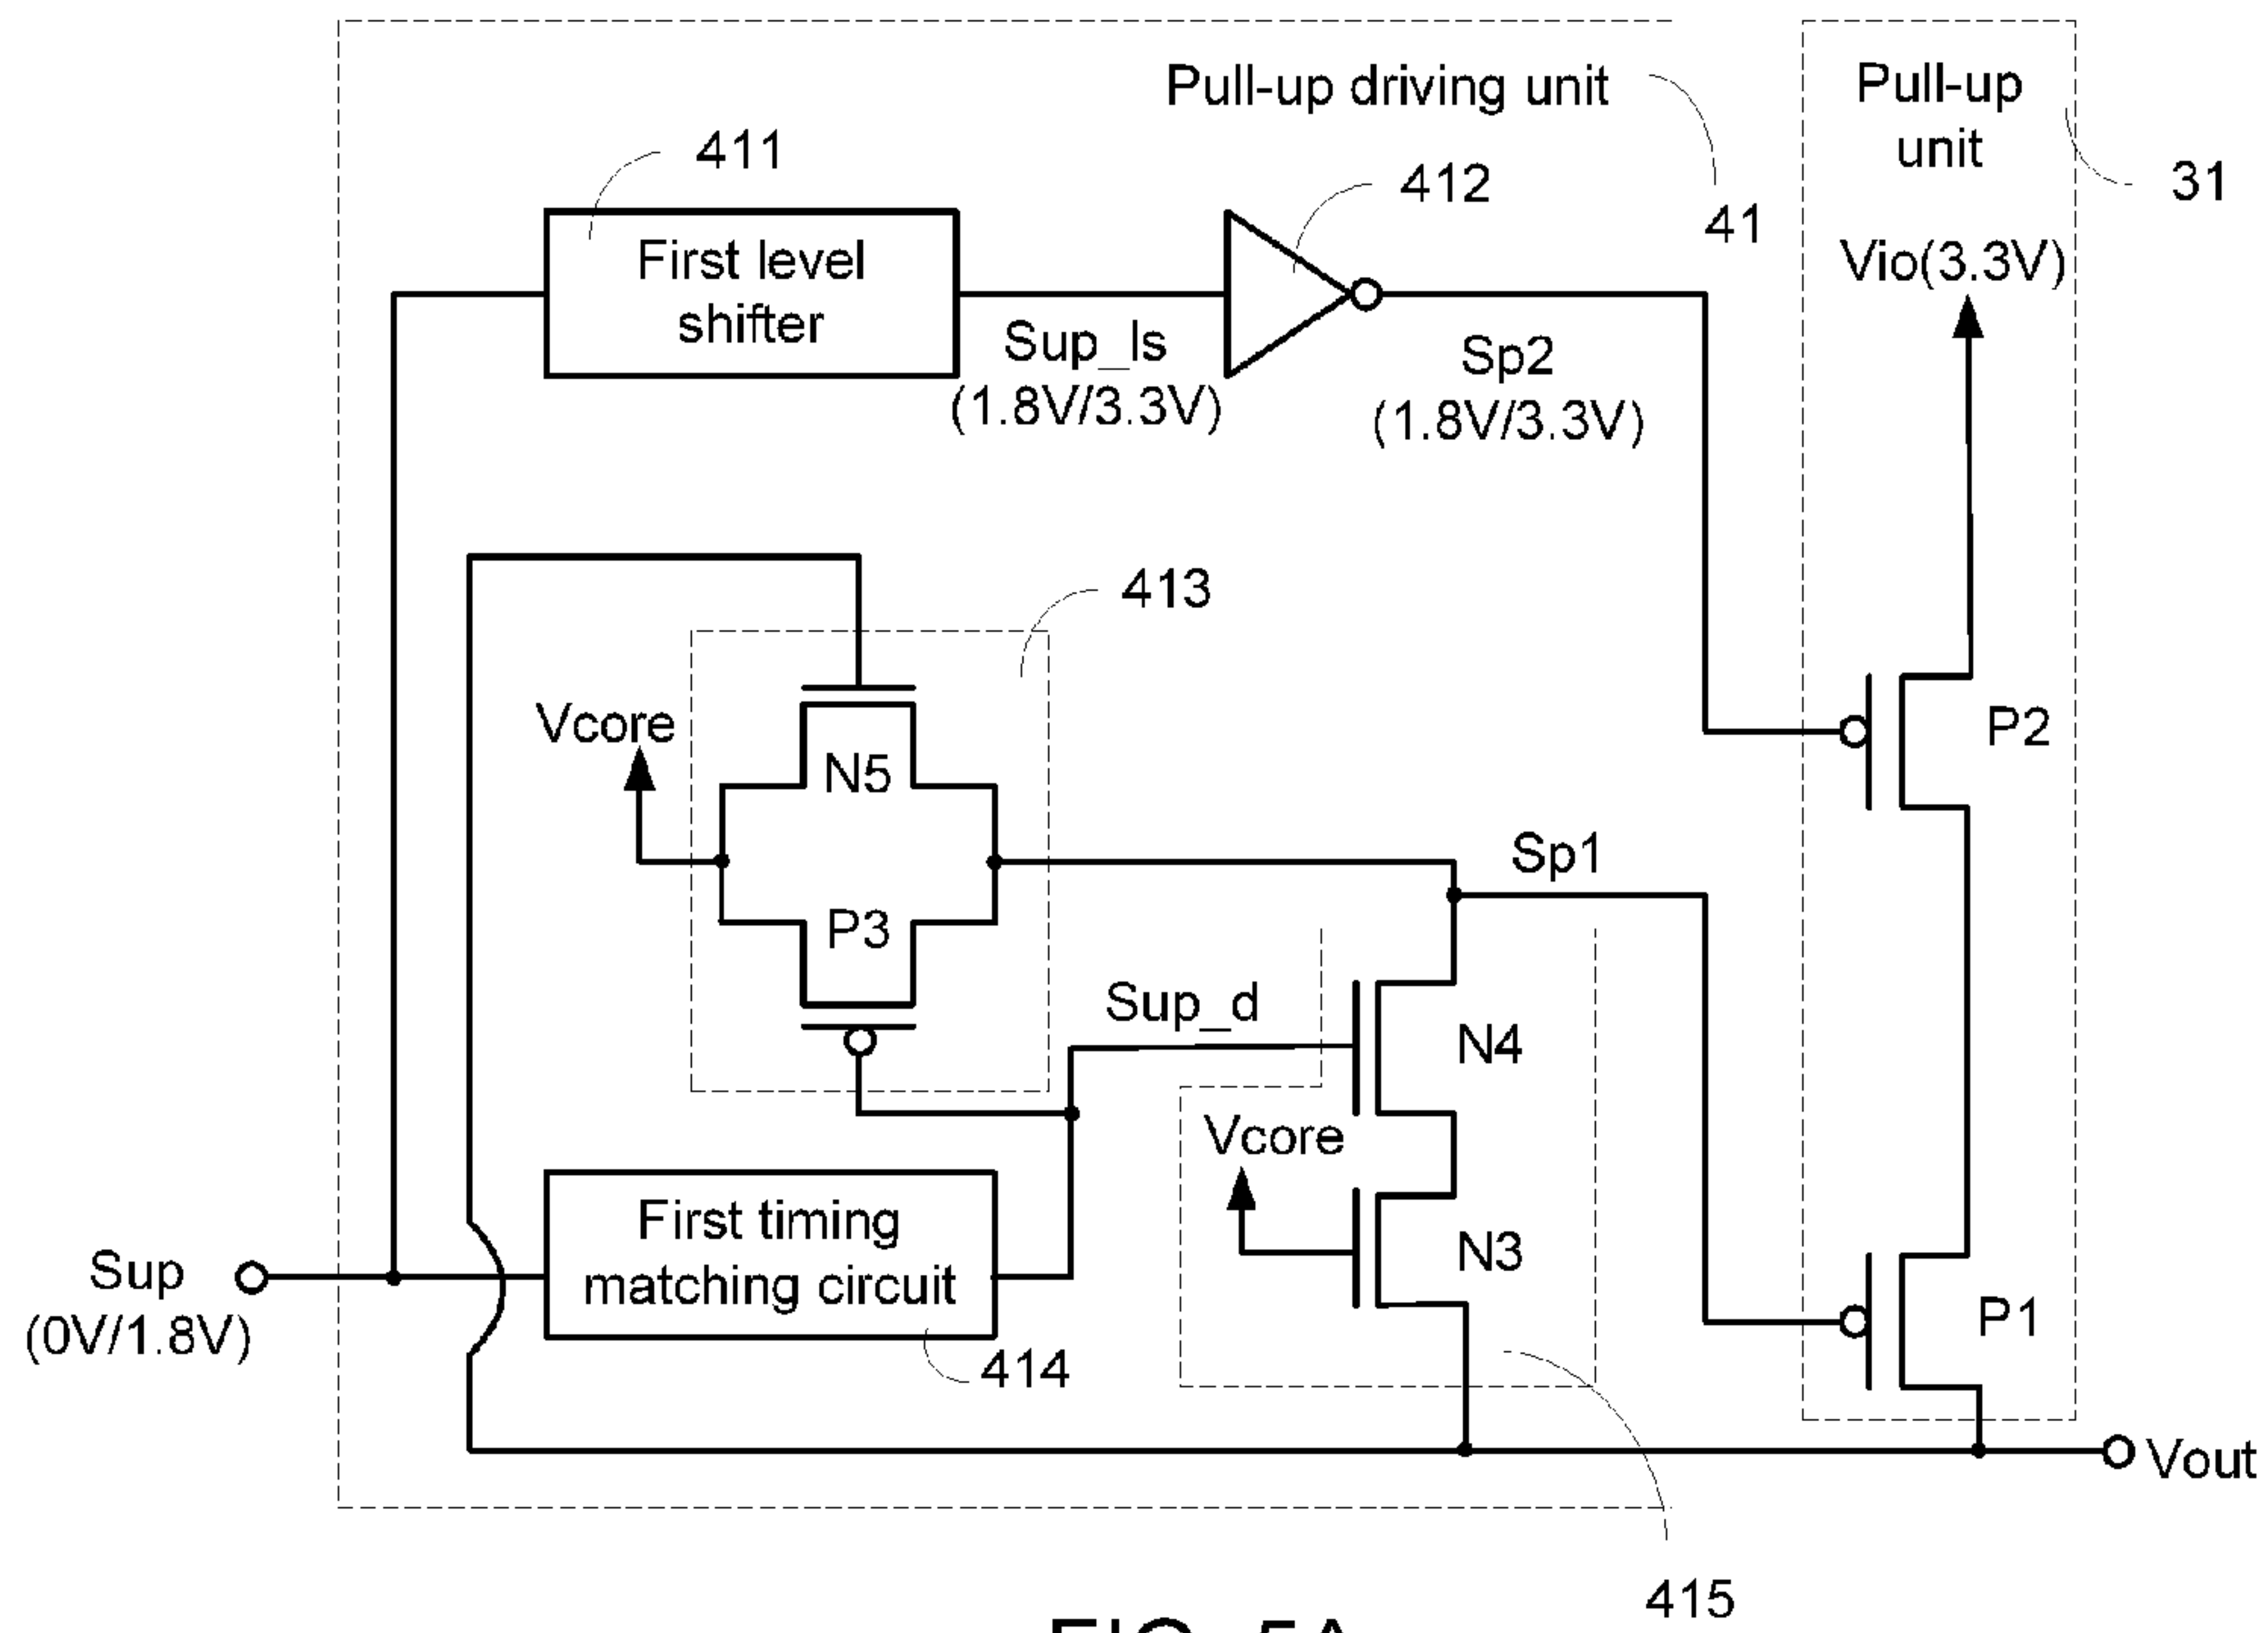 Pull-up driving unit
41
Pull-up
unit
31
411
412
First level
shifter
Vio(3.3V)
Sup_ls
(1.8V/3.3V)
Sp2
(1.8V/3.3V)
413
Vcore
N5
P2
P3
Sp1
Sup_d
N4
Vcore
First timing
matching circuit
N3
Sup
(0V/1.8V)
P1
414
Vout
415
FIG. 5A